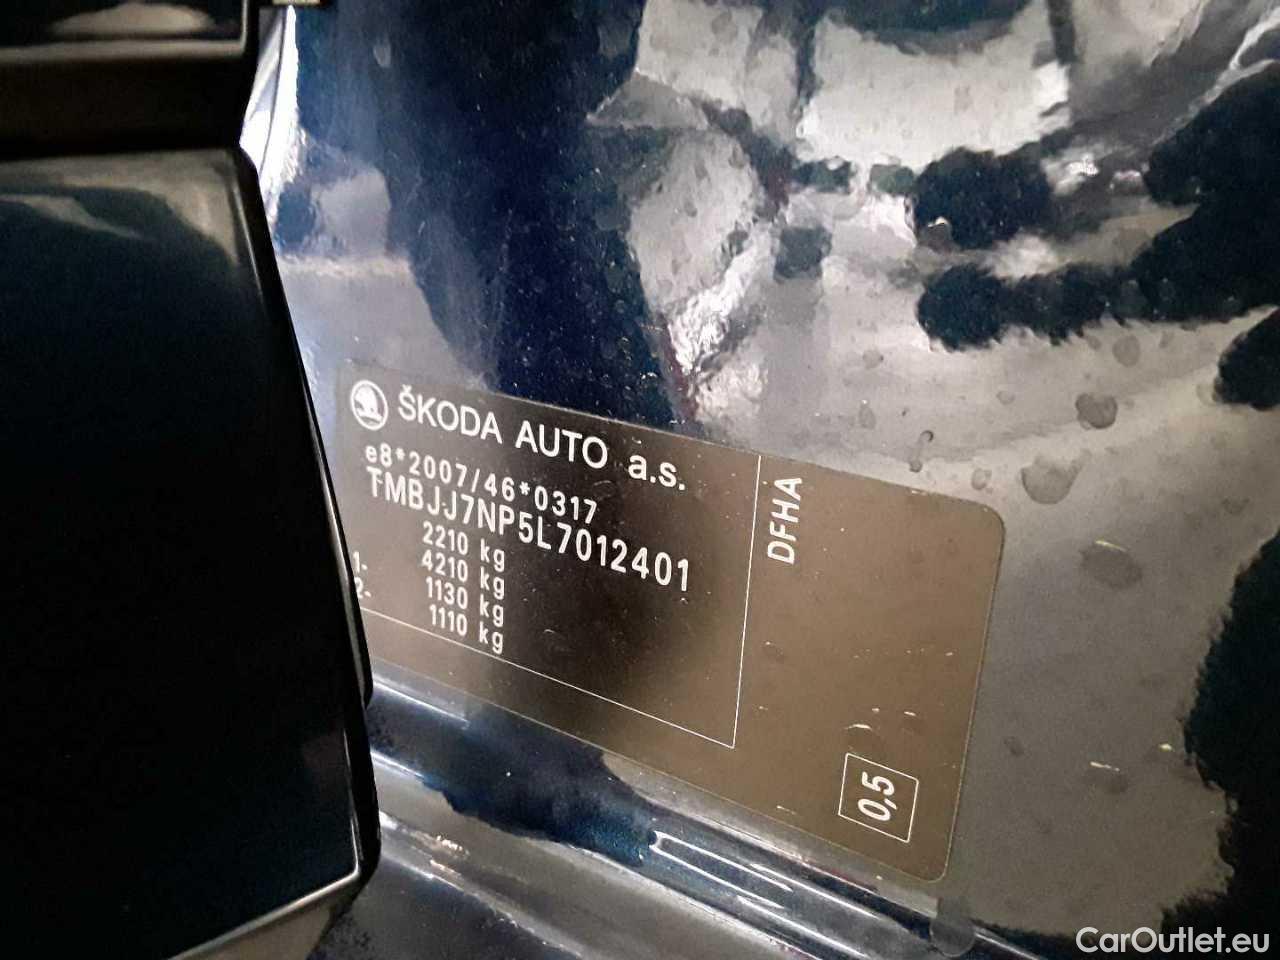 ŠKODA AUTO a.s.
e8*2007/46*0317
TMBJJ7NP5L7012401
2210 kg
4210 kg
1- 1130 kg
2- 1110 kg
DFHA
0,5
CarOutlet.eu